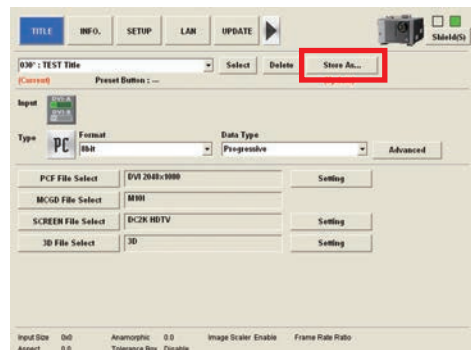 TITLE INFO. SETUP LAN UPDATE Shield(S)
030* : TEST Title Select Delete Store As...
(Current) Preset Button : ---
Input DVI-A
DVI-B
Type PC Format Data Type
8bit Progressive Advanced
PCF File Select DVI 2048x1080 Setting
MCGD File Select M101
SCREEN File Select DC2K HDTV Setting
3D File Select 3D Setting
Input Size 0x0 Anamorphic 0.0 Image Scaler Enable Frame Rate Ratio
Aspect 0.0 Tolerance Box Disable